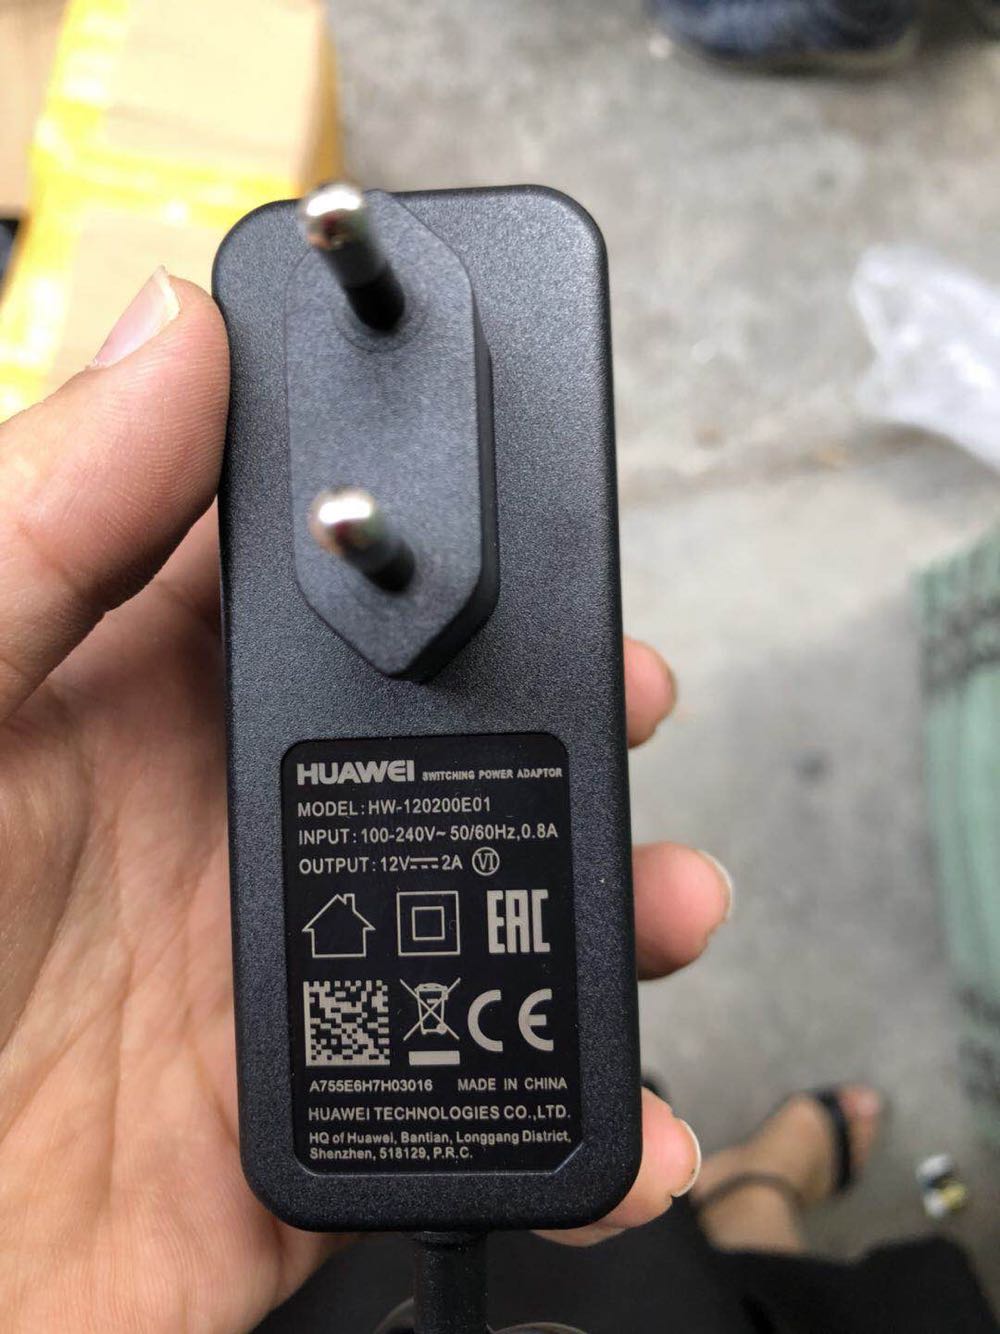 HUAWEI SWITCHING POWER ADAPTOR
MODEL:HW-120200E01
INPUT:100-240V~ 50/60Hz,0.8A
OUTPUT:12V⎓2A Ⅵ
EAC
CE
A755E6H7H03016 MADE IN CHINA
HUAWEI TECHNOLOGIES CO.,LTD.
HQ of Huawei, Bantian, Longgang District,
Shenzhen, 518129, P.R.C.